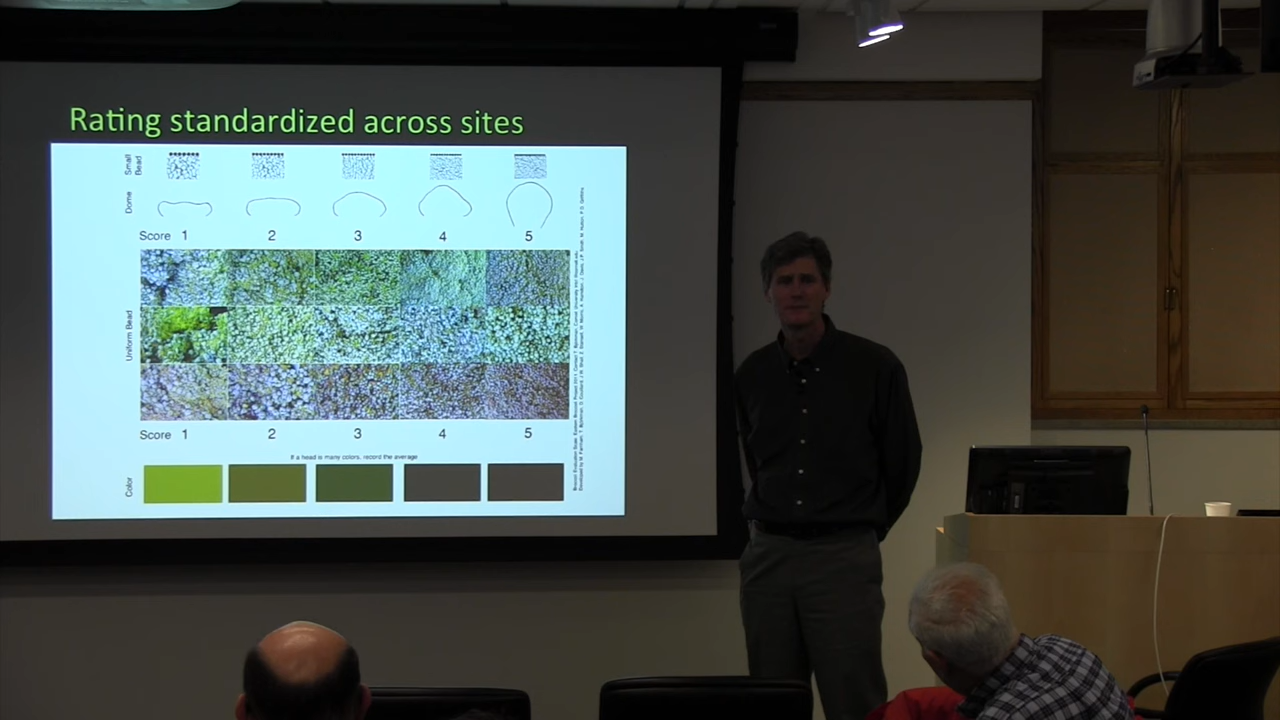 Rating standardized across sites
Small Bead
Dome
Score 1 2 3 4 5
Uniform Bead
Score 1 2 3 4 5
If a head is many colors, record the average
Color